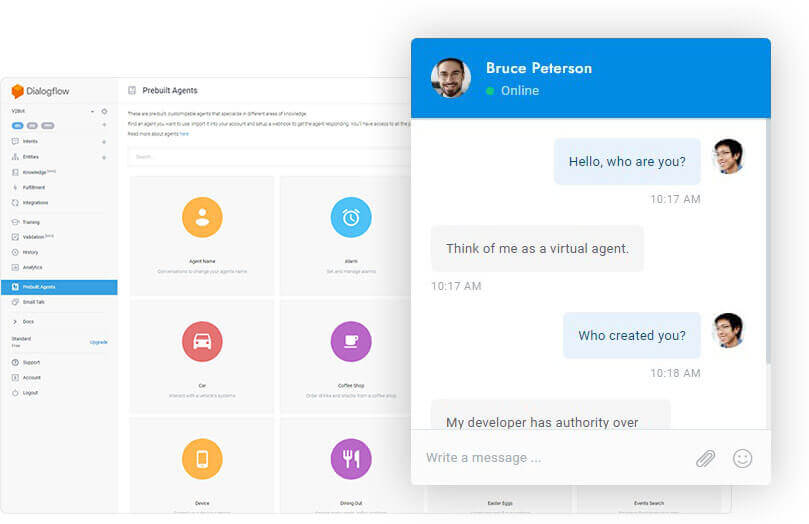 Dialogflow
Prebuilt Agents
These are prebuilt, customizable agents that specialize in different areas of knowledge.
Find an agent you want to use, import it into your account and setup a webhook to get the agent responding. You'll have access to all the
Read more about agents here
Search...
Intents
Entities
Knowledge [beta]
Fulfillment
Integrations
Training
Validation [beta]
History
Analytics
Prebuilt Agents
Small Talk
Docs
Standard
Free
Upgrade
Support
Account
Logout
Agent Name
Conversations to change your agents name
Alarm
Set and manage alarms
Car
Interact with a vehicle's systems
Coffee Shop
Order drinks and snacks from a coffee shop
Device
Dining Out
Easter Eggs
Events Search
Bruce Peterson
Online
Hello, who are you?
10:17 AM
Think of me as a virtual agent.
10:17 AM
Who created you?
10:18 AM
My developer has authority over
Write a message ...